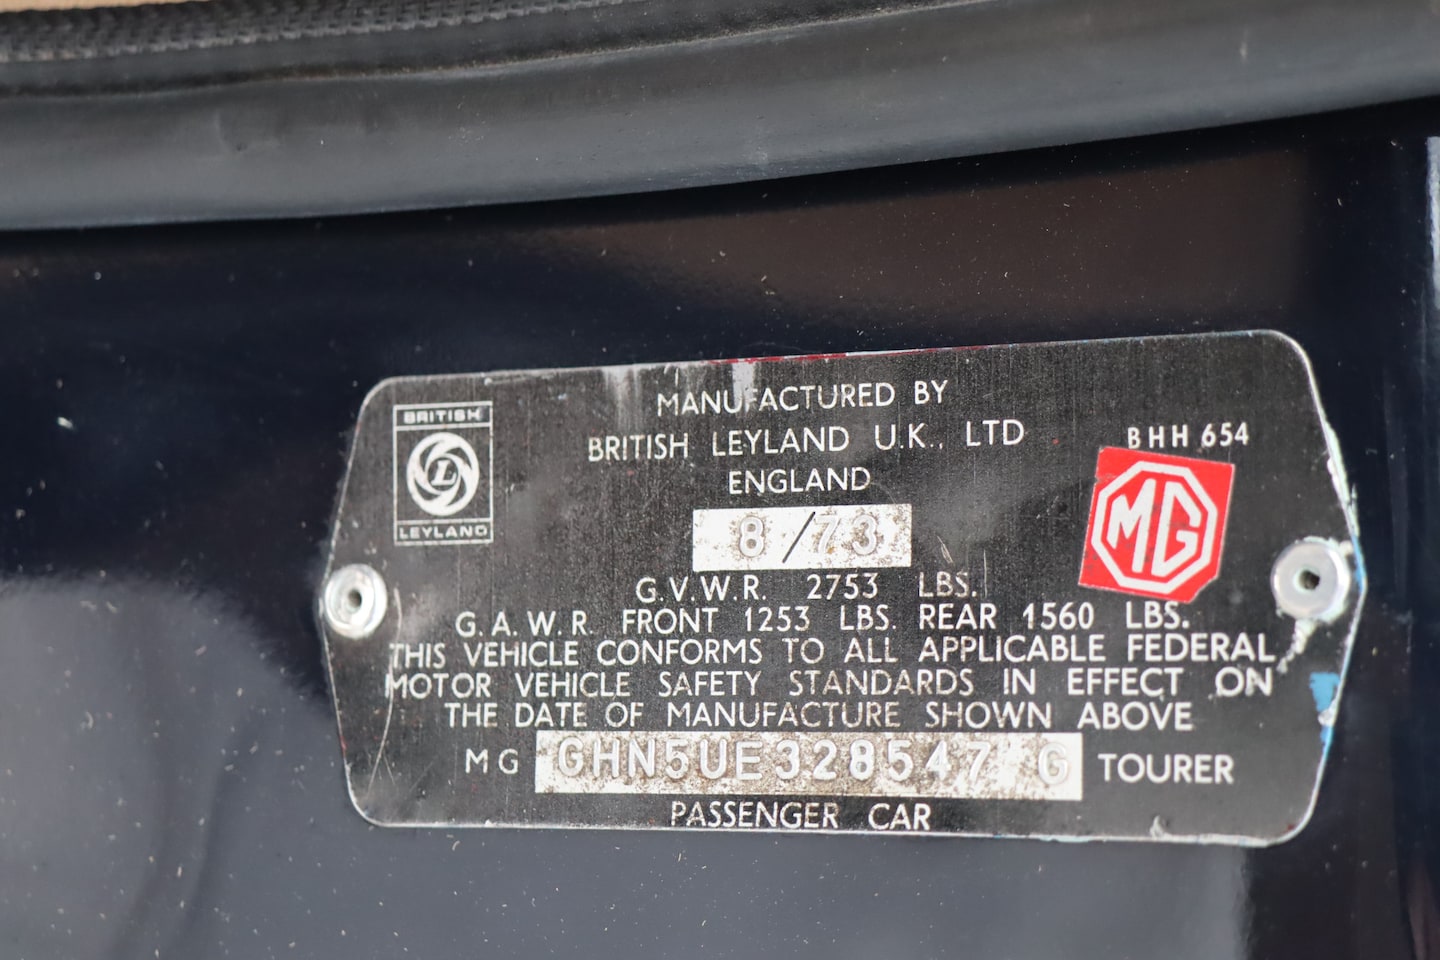 BRITISH
L
LEYLAND
MANUFACTURED BY
BRITISH LEYLAND U.K., LTD
ENGLAND
BHH 654
MG
8/73
G.V.W.R. 2753 LBS.
G.A.W.R. FRONT 1253 LBS. REAR 1560 LBS.
THIS VEHICLE CONFORMS TO ALL APPLICABLE FEDERAL
MOTOR VEHICLE SAFETY STANDARDS IN EFFECT ON
THE DATE OF MANUFACTURE SHOWN ABOVE
MG GHN5UE328547 G TOURER
PASSENGER CAR